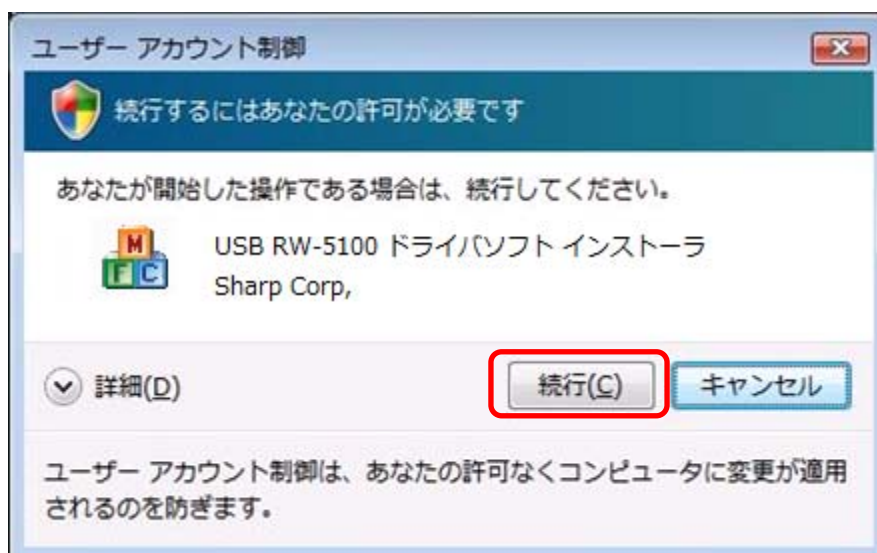 ユーザー アカウント制御
続行するにはあなたの許可が必要です
あなたが開始した操作である場合は、続行してください。
M
F C
USB RW-5100 ドライバソフト インストーラ
Sharp Corp,
詳細(D)
続行(C)
キャンセル
ユーザー アカウント制御は、あなたの許可なくコンピュータに変更が適用
されるのを防ぎます。